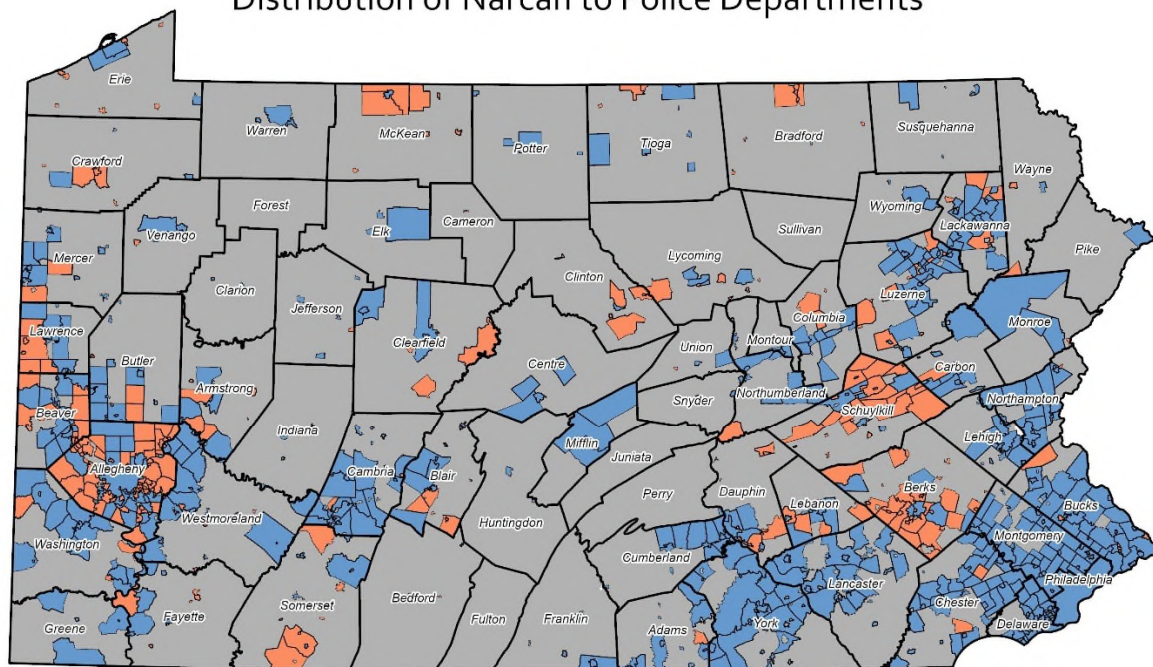 Distribution of Narcan to Police Departments
Erie
Warren
McKean
Potter
Tioga
Bradford
Susquehanna
Wayne
Crawford
Forest
Elk
Cameron
Venango
Mercer
Clarion
Jefferson
Clinton
Lycoming
Sullivan
Wyoming
Lackawanna
Pike
Luzerne
Monroe
Lawrence
Butler
Armstrong
Clearfield
Centre
Union
Montour
Columbia
Carbon
Northampton
Beaver
Indiana
Snyder
Northumberland
Schuylkill
Lehigh
Allegheny
Cambria
Blair
Mifflin
Juniata
Perry
Dauphin
Lebanon
Berks
Bucks
Montgomery
Washington
Westmoreland
Huntingdon
Cumberland
Lancaster
Chester
Philadelphia
Delaware
Greene
Fayette
Somerset
Bedford
Fulton
Franklin
Adams
York